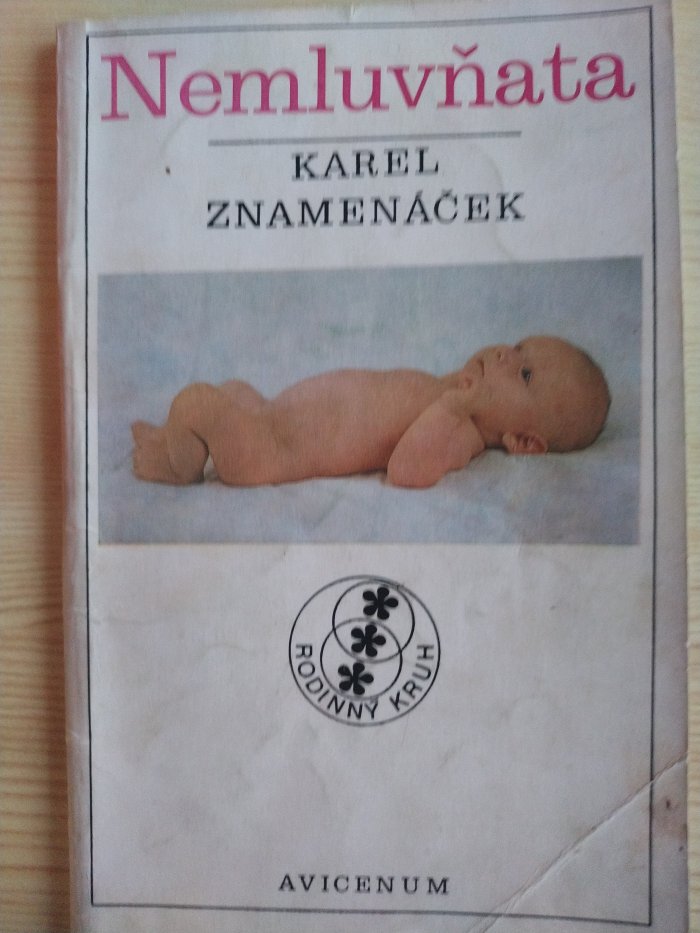 Nemluvňata
KAREL
ZNAMENÁČEK
RODINNÝ KRUH
AVICENUM